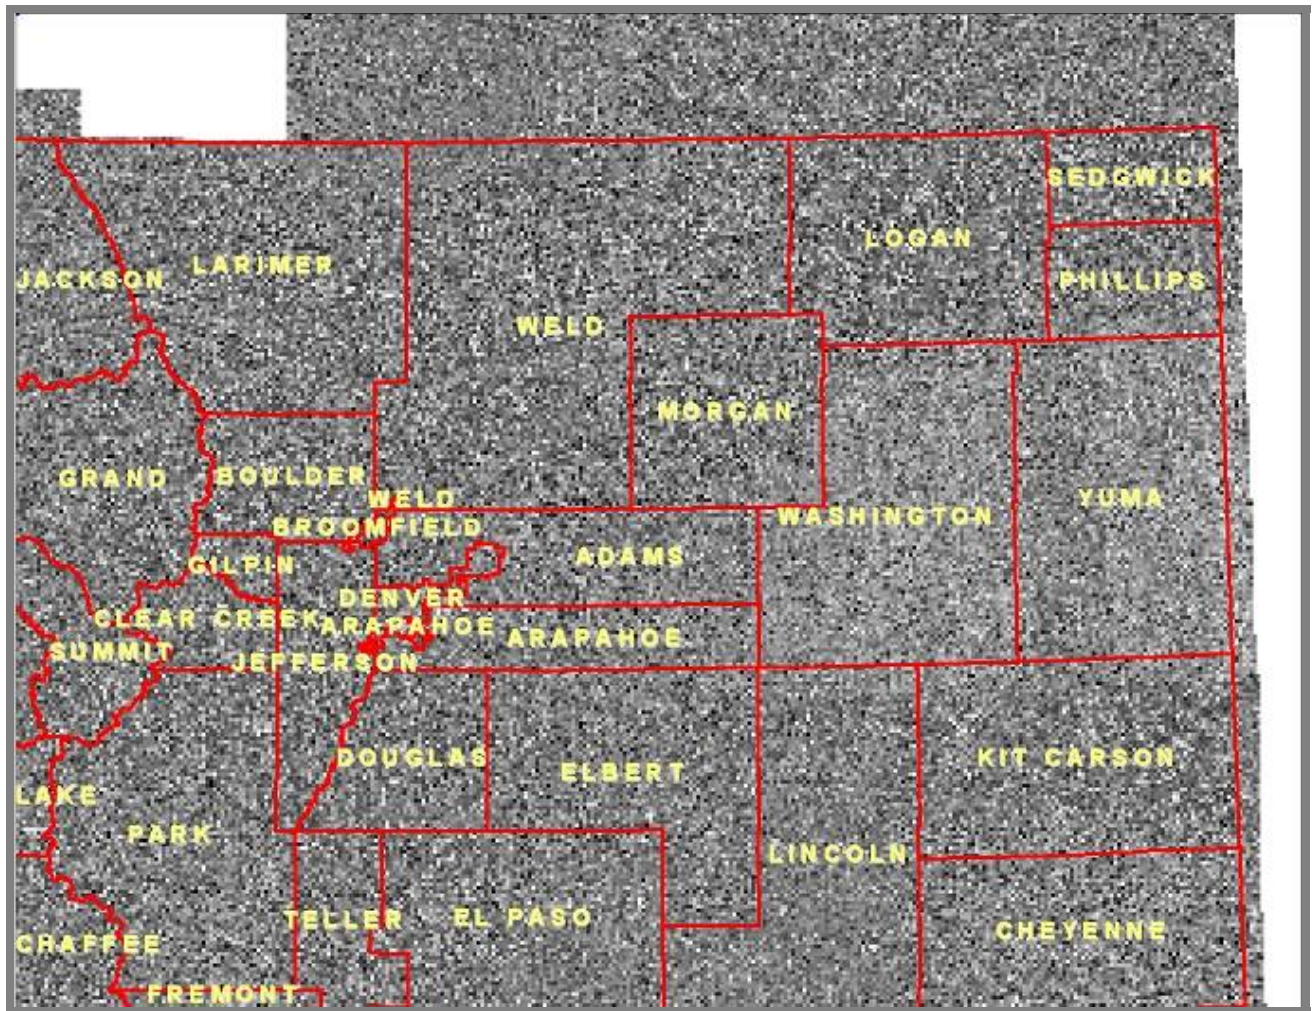 SEDGWICK
LOGAN
LARIMER
JACKSON
PHILLIPS
WELD
MORGAN
GRAND
BOULDER
WELD
YUMA
BROOMFIELD
WASHINGTON
GILPIN
ADAMS
DENVER
CLEAR CREEK
ARAPAHOE
ARAPAHOE
SUMMIT
JEFFERSON
DOUGLAS
ELBERT
KIT CARSON
LAKE
PARK
LINCOLN
TELLER
EL PASO
CHEYENNE
CHAFFEE
FREMONT